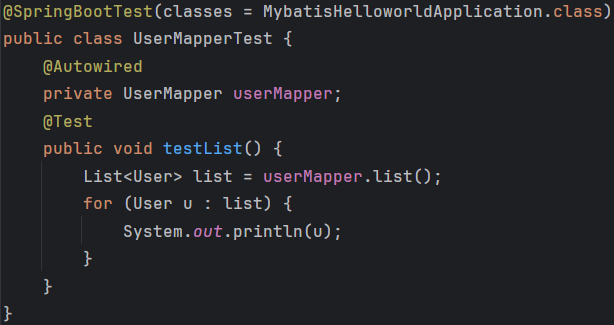 @SpringBootTest(classes = MybatisHelloworldApplication.class)
public class UserMapperTest {
    @Autowired
    private UserMapper userMapper;
    @Test
    public void testList() {
        List<User> list = userMapper.list();
        for (User u : list) {
            System.out.println(u);
        }
    }
}